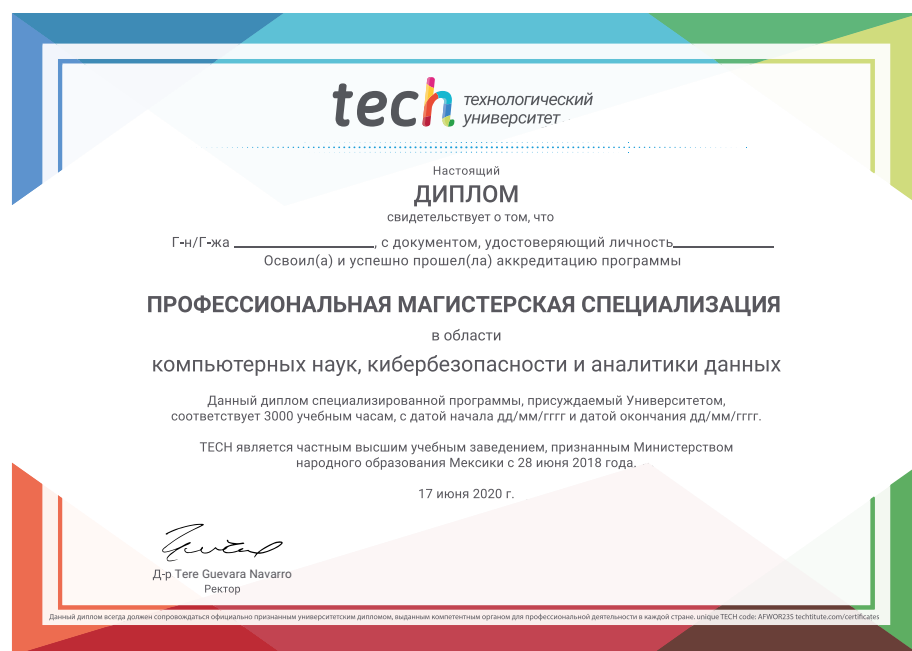 tech технологический
университет
Настоящий
ДИПЛОМ
свидетельствует о том, что
Г-н/Г-жа ________________, с документом, удостоверяющий личность____________
Освоил(а) и успешно прошел(ла) аккредитацию программы
ПРОФЕССИОНАЛЬНАЯ МАГИСТЕРСКАЯ СПЕЦИАЛИЗАЦИЯ
в области
компьютерных наук, кибербезопасности и аналитики данных
Данный диплом специализированной программы, присуждаемый Университетом,
соответствует 3000 учебным часам, с датой начала дд/мм/гггг и датой окончания дд/мм/гггг.
TECH является частным высшим учебным заведением, признанным Министерством
народного образования Мексики с 28 июня 2018 года.
17 июня 2020 г.
Д-р Tere Guevara Navarro
Ректор
Данный диплом всегда должен сопровождаться официально признанным университетским дипломом, выданным компетентным органом для профессиональной деятельности в каждой стране. unique TECH code: AFWOR23S techtitute.com/certificates